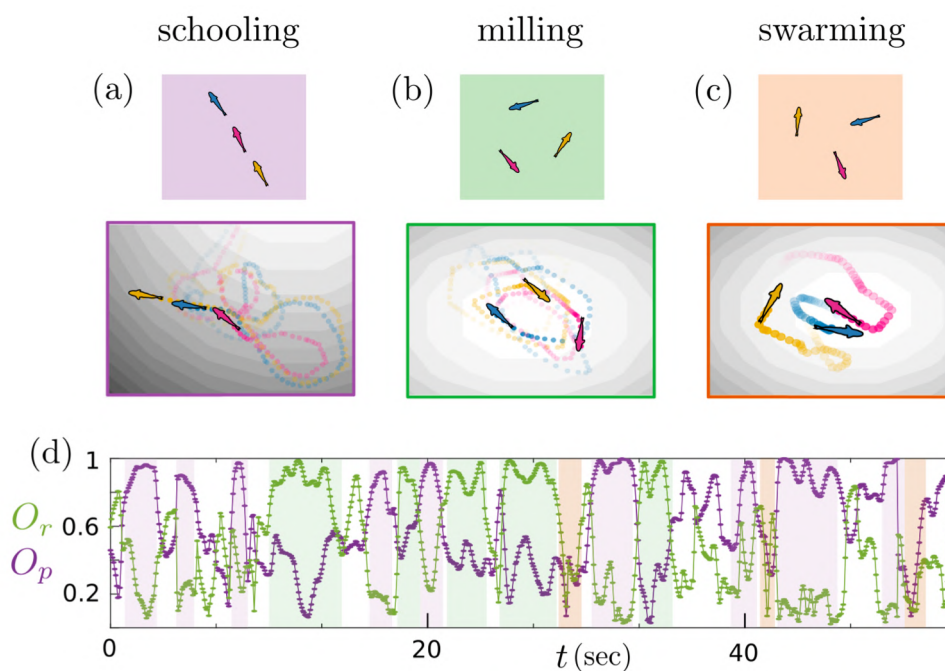 schooling milling swarming
(a) (b) (c)
(d)
1
O_r 0.6
O_p
0.2
0 20 40
t (sec)